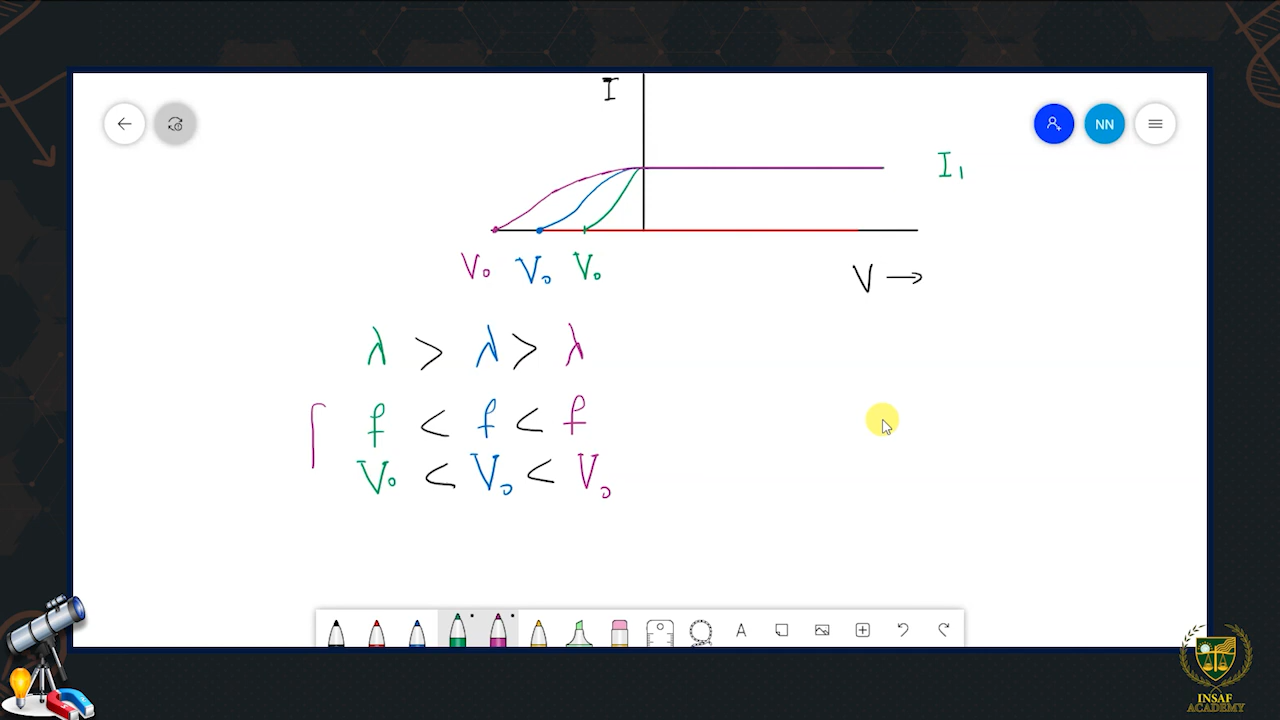 I
NN
I₁
V₀ V₀ V₀
V →
λ > λ > λ
f < f < f
V₀ < V₀ < V₀
A
INSAF
ACADEMY